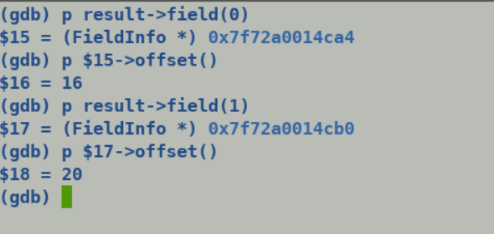 (gdb) p result->field(0)
$15 = (FieldInfo *) 0x7f72a0014ca4
(gdb) p $15->offset()
$16 = 16
(gdb) p result->field(1)
$17 = (FieldInfo *) 0x7f72a0014cb0
(gdb) p $17->offset()
$18 = 20
(gdb)